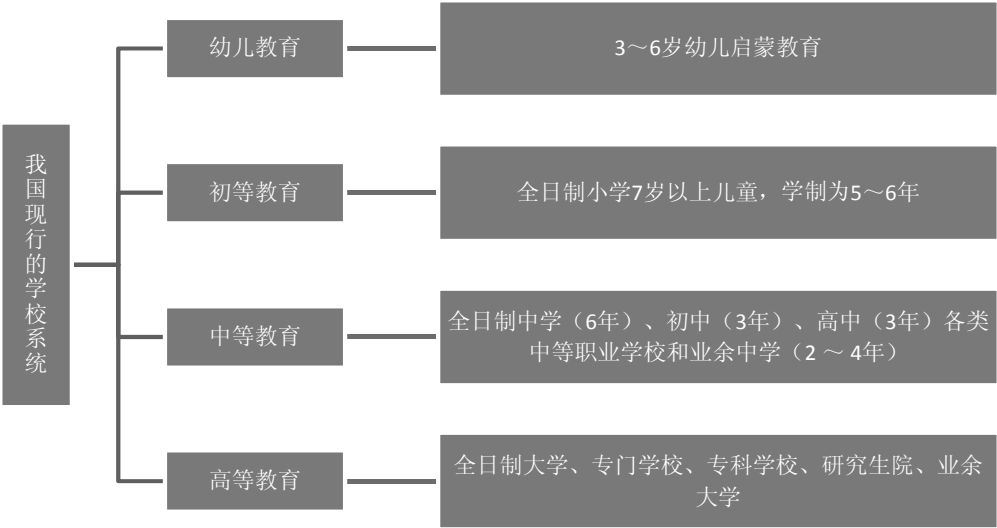 我国现行的学校系统
幼儿教育
3～6岁幼儿启蒙教育
初等教育
全日制小学7岁以上儿童，学制为5～6年
中等教育
全日制中学（6年）、初中（3年）、高中（3年）各类
中等职业学校和业余中学（2 ～ 4年）
高等教育
全日制大学、专门学校、专科学校、研究生院、业余
大学